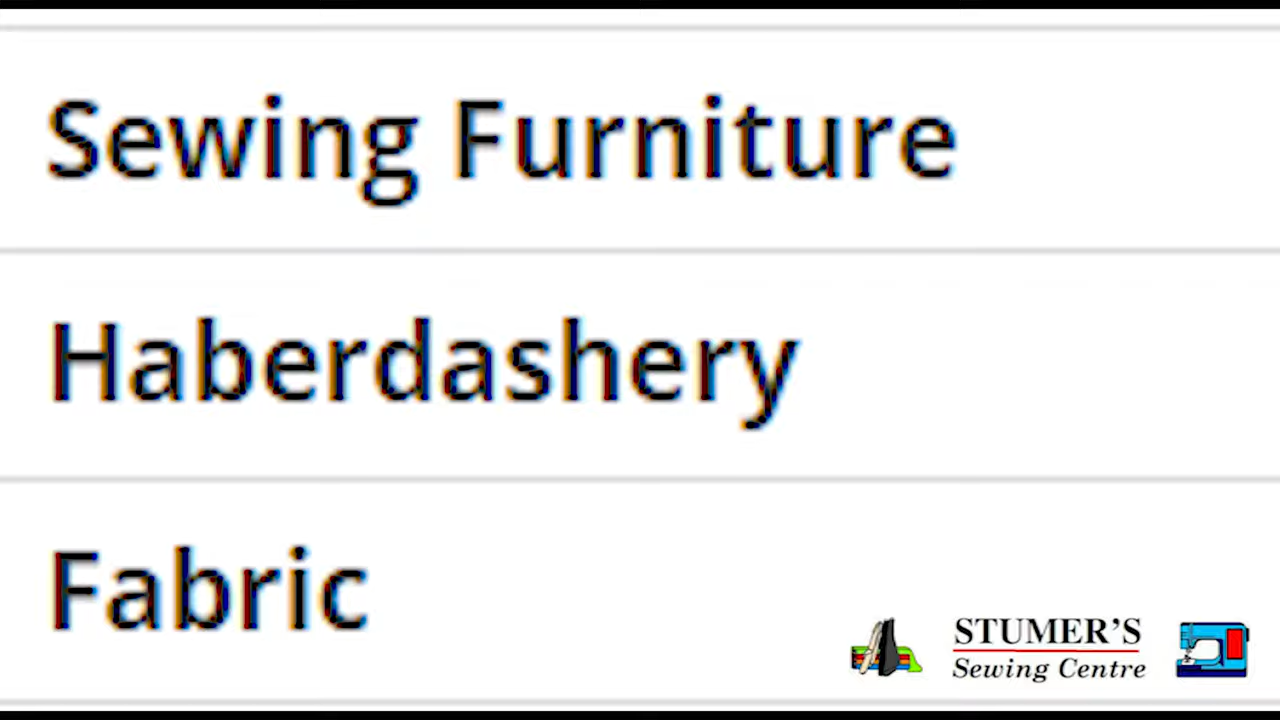 Sewing Furniture
Haberdashery
Fabric
STUMER'S
Sewing Centre